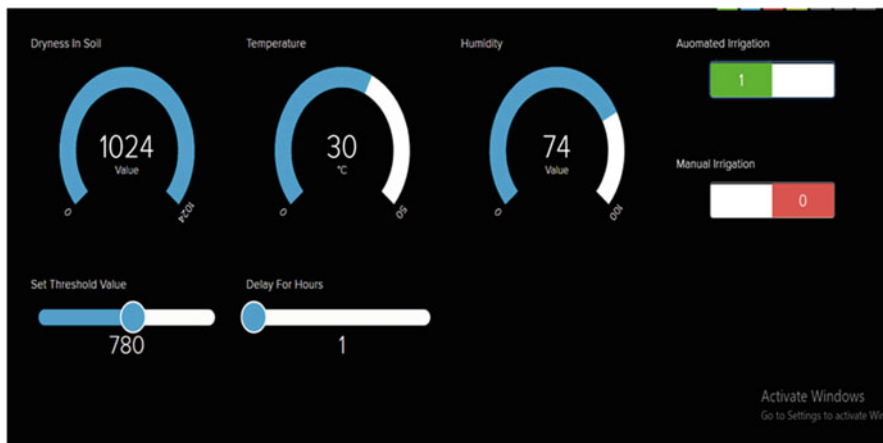 Dryness In Soil
Temperature
Humidity
Auomated Irrigation
1024
Value
0
1024
30
°C
0
50
74
Value
0
100
1
Manual Irrigation
0
Set Threshold Value
780
Delay For Hours
1
Activate Windows
Go to Settings to activate